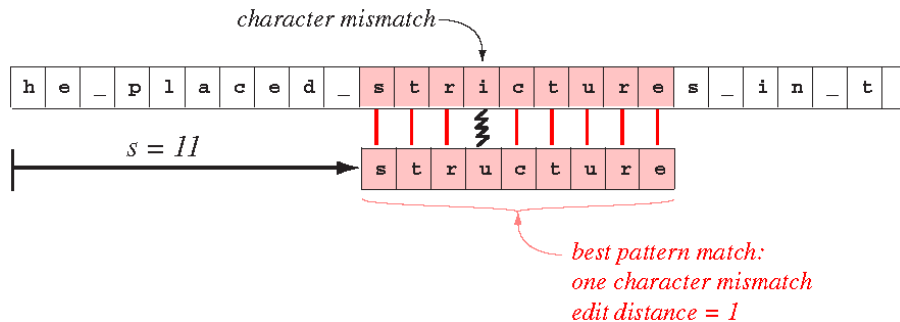 character mismatch
h e _ p l a c e d _ s t r i c t u r e s _ i n _ t
s = 11
s t r u c t u r e
best pattern match:
one character mismatch
edit distance = 1